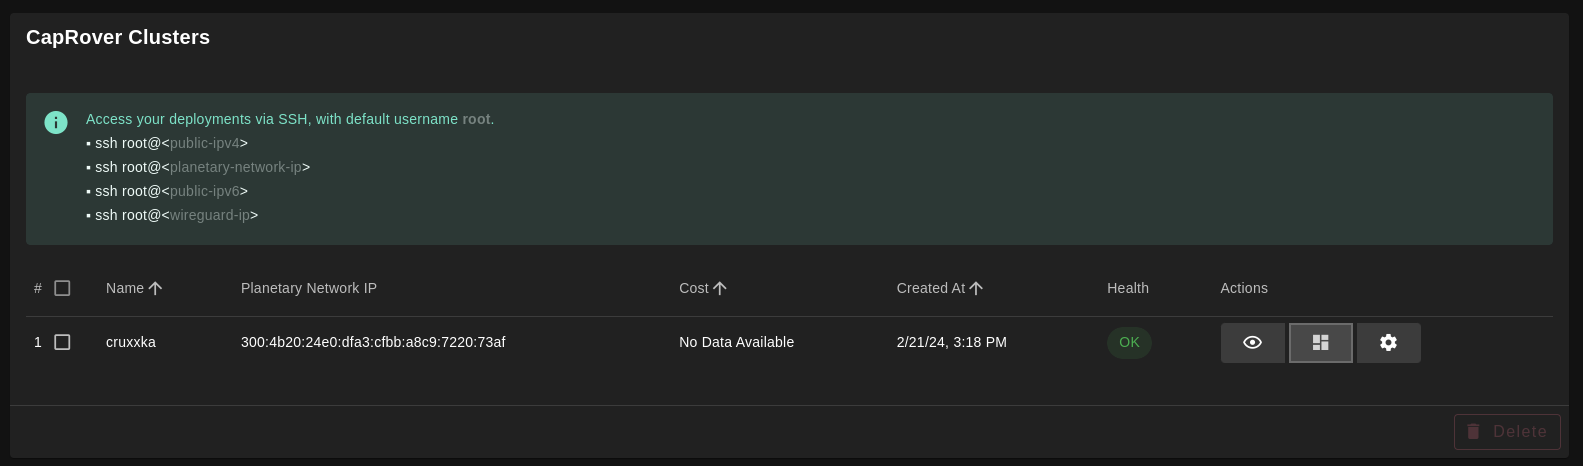 CapRover Clusters
Access your deployments via SSH, with default username root.
▪ ssh root@<public-ipv4>
▪ ssh root@<planetary-network-ip>
▪ ssh root@<public-ipv6>
▪ ssh root@<wireguard-ip>
# Name Planetary Network IP Cost Created At Health Actions
1 cruxxka 300:4b20:24e0:dfa3:cfbb:a8c9:7220:73af No Data Available 2/21/24, 3:18 PM OK
Delete